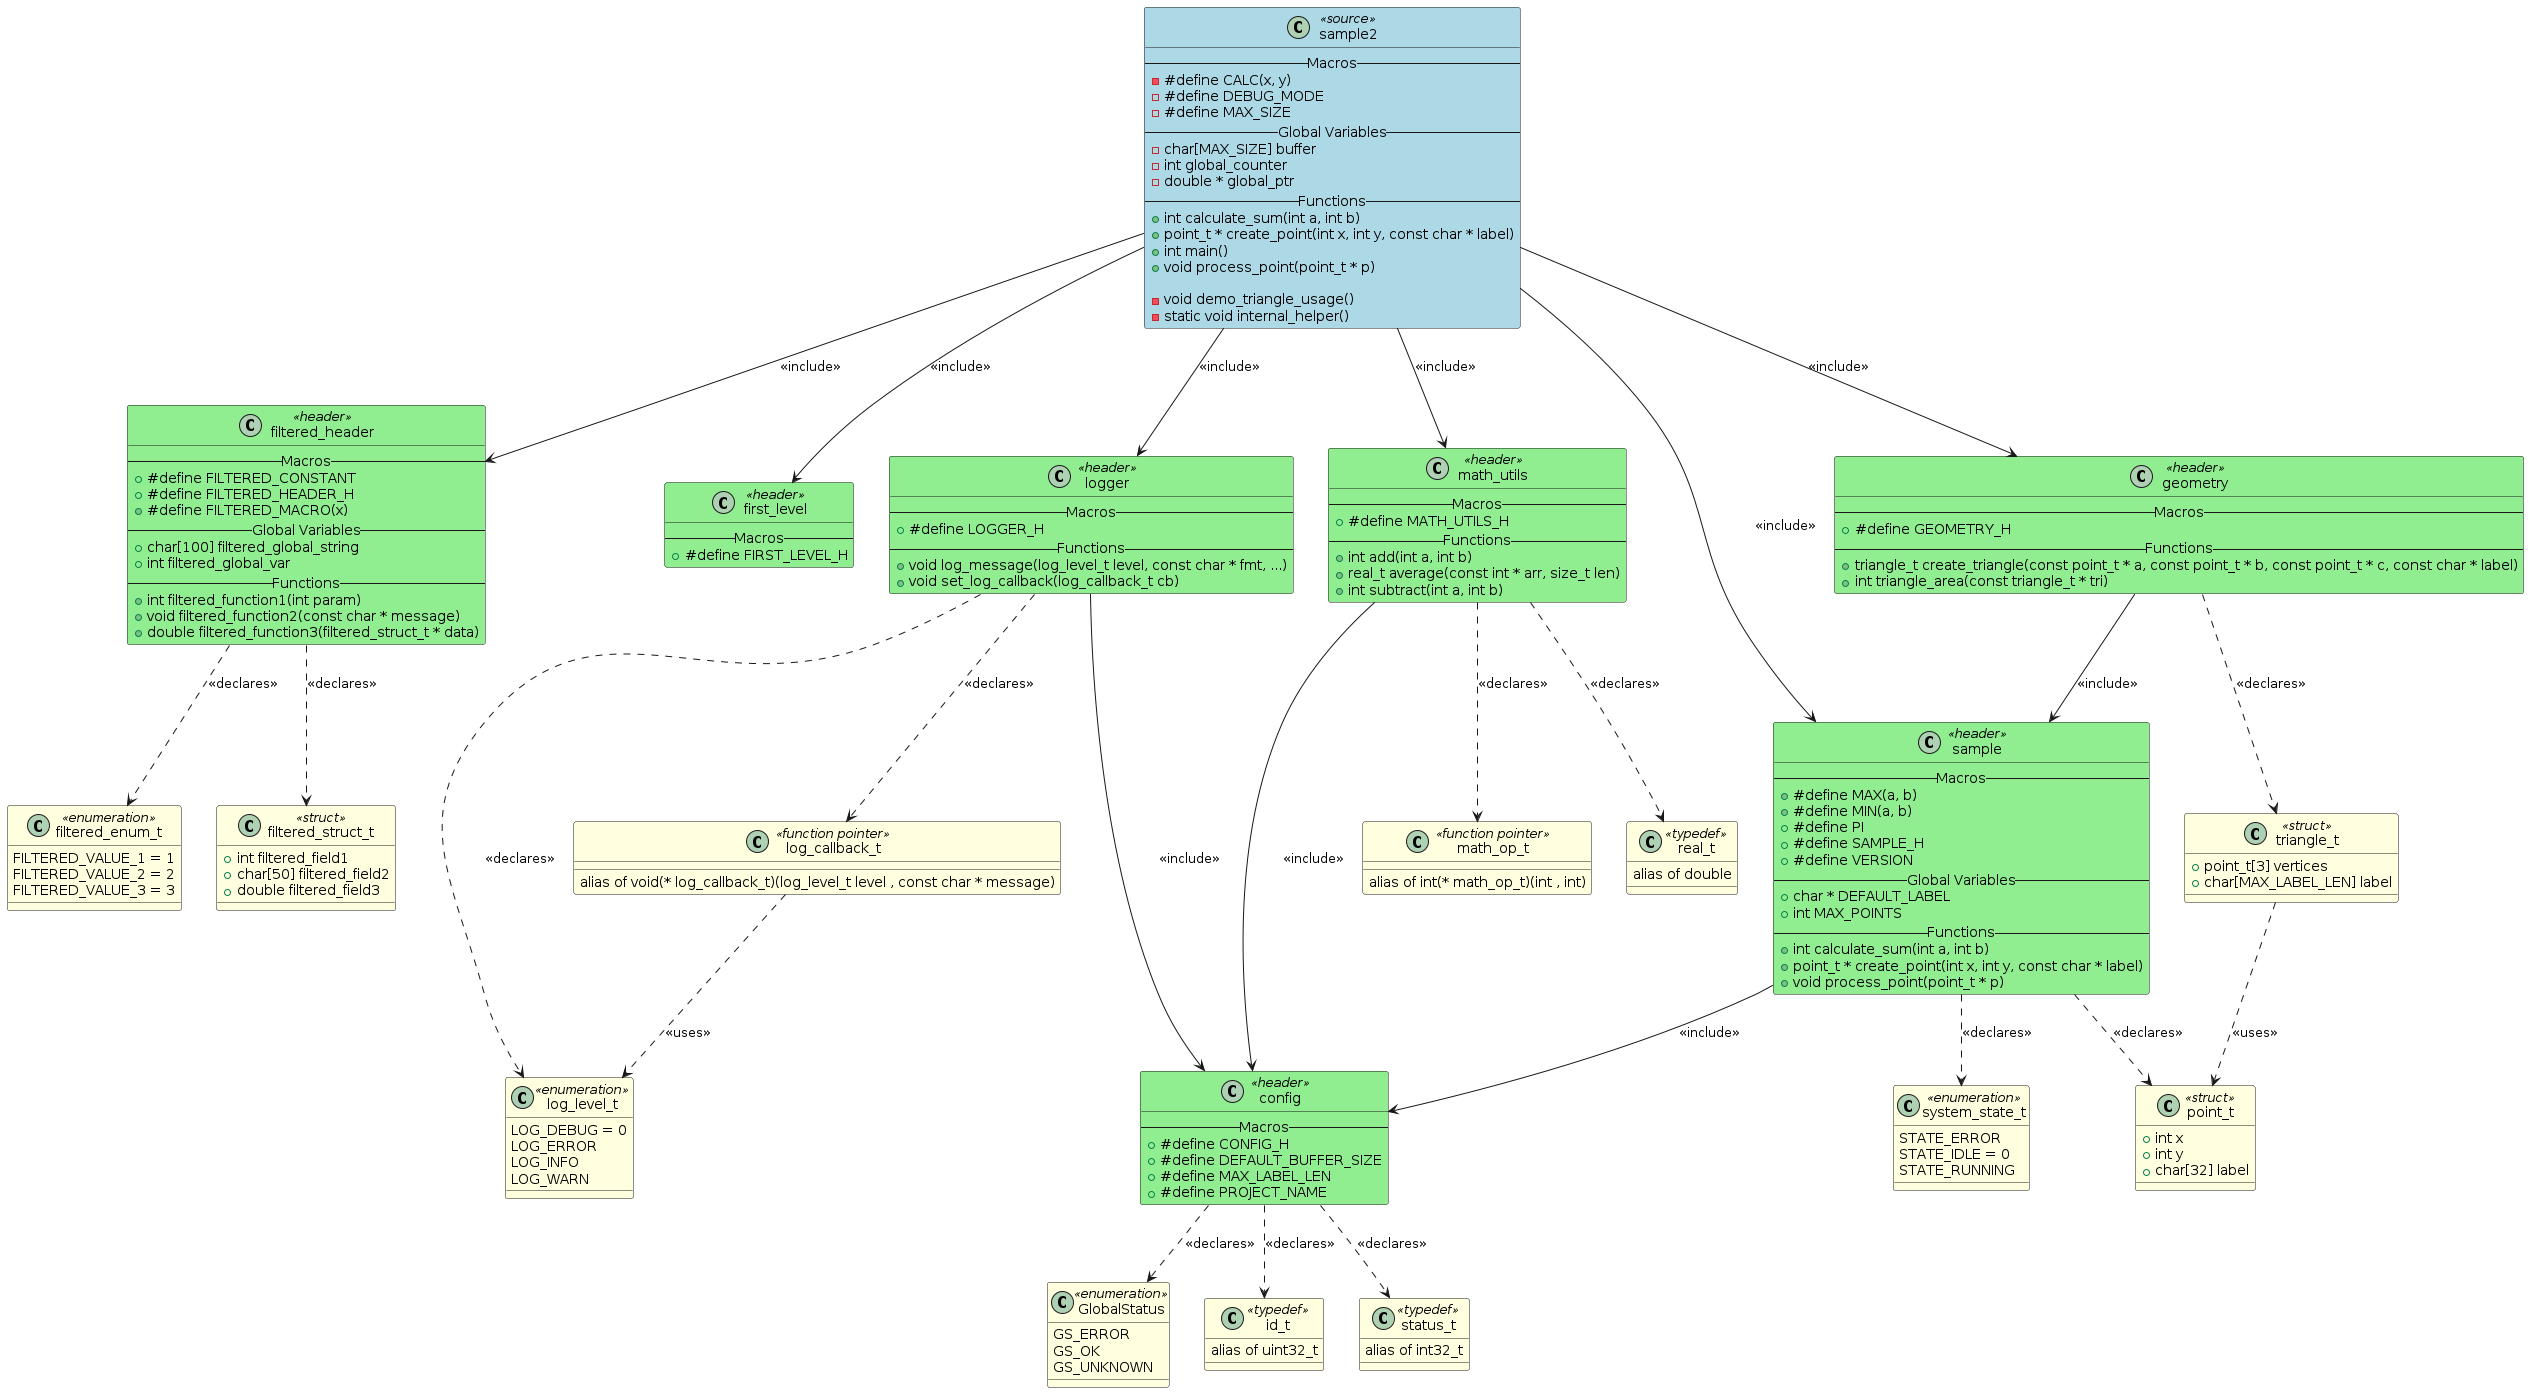 «source»
C sample2
Macros
#define CALC(x, y)
#define DEBUG_MODE
#define MAX_SIZE
Global Variables
char[MAX_SIZE] buffer
int global_counter
double * global_ptr
Functions
int calculate_sum(int a, int b)
point_t * create_point(int x, int y, const char * label)
int main()
void process_point(point_t * p)
void demo_triangle_usage()
static void internal_helper()
«include»
«include»
«include»
«include»
«include»
«include»
«header»
C filtered_header
Macros
#define FILTERED_CONSTANT
#define FILTERED_HEADER_H
#define FILTERED_MACRO(x)
Global Variables
char[100] filtered_global_string
int filtered_global_var
Functions
int filtered_function1(int param)
void filtered_function2(const char * message)
double filtered_function3(filtered_struct_t * data)
«header»
C first_level
Macros
#define FIRST_LEVEL_H
«header»
C logger
Macros
#define LOGGER_H
Functions
void log_message(log_level_t level, const char * fmt, ...)
void set_log_callback(log_callback_t cb)
«header»
C math_utils
Macros
#define MATH_UTILS_H
Functions
int add(int a, int b)
real_t average(const int * arr, size_t len)
int subtract(int a, int b)
«header»
C geometry
Macros
#define GEOMETRY_H
Functions
triangle_t create_triangle(const point_t * a, const point_t * b, const point_t * c, const char * label)
int triangle_area(const triangle_t * tri)
«declares»
«declares»
«declares»
«declares»
«declares»
«include»
«declares»
«enumeration»
C filtered_enum_t
FILTERED_VALUE_1 = 1
FILTERED_VALUE_2 = 2
FILTERED_VALUE_3 = 3
«struct»
C filtered_struct_t
int filtered_field1
char[50] filtered_field2
double filtered_field3
«declares»
«function pointer»
C log_callback_t
alias of void(* log_callback_t)(log_level_t level , const char * message)
«include»
«include»
«function pointer»
C math_op_t
alias of int(* math_op_t)(int , int)
«typedef»
C real_t
alias of double
«header»
C sample
Macros
#define MAX(a, b)
#define MIN(a, b)
#define PI
#define SAMPLE_H
#define VERSION
Global Variables
char * DEFAULT_LABEL
int MAX_POINTS
Functions
int calculate_sum(int a, int b)
point_t * create_point(int x, int y, const char * label)
void process_point(point_t * p)
«struct»
C triangle_t
point_t[3] vertices
char[MAX_LABEL_LEN] label
«uses»
«include»
«declares»
«declares»
«uses»
«enumeration»
C log_level_t
LOG_DEBUG = 0
LOG_ERROR
LOG_INFO
LOG_WARN
«header»
C config
Macros
#define CONFIG_H
#define DEFAULT_BUFFER_SIZE
#define MAX_LABEL_LEN
#define PROJECT_NAME
«enumeration»
C system_state_t
STATE_ERROR
STATE_IDLE = 0
STATE_RUNNING
«struct»
C point_t
int x
int y
char[32] label
«declares»
«declares»
«declares»
«enumeration»
C GlobalStatus
GS_ERROR
GS_OK
GS_UNKNOWN
«typedef»
C id_t
alias of uint32_t
«typedef»
C status_t
alias of int32_t